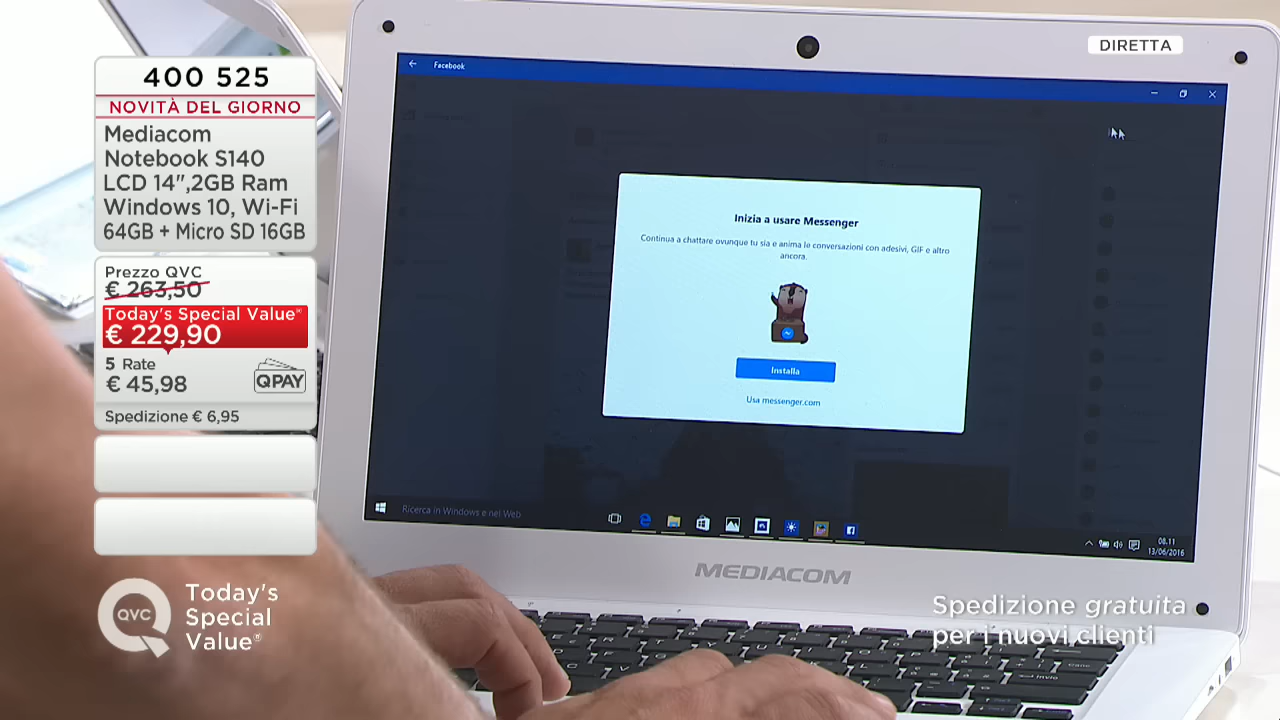 400 525
NOVITÀ DEL GIORNO
Mediacom
Notebook S140
LCD 14",2GB Ram
Windows 10, Wi-Fi
64GB + Micro SD 16GB
Prezzo QVC
€ 263,50
Today's Special Value®
€ 229,90
5 Rate
€ 45,98
QPAY
Spedizione € 6,95
QVC
Today's
Special
Value®
DIRETTA
Facebook
Inizia a usare Messenger
Continua a chattare ovunque tu sia e anima le conversazioni con adesivi, GIF e altro
ancora.
Installa
Usa messenger.com
Ricerca in Windows e nel Web
08.11
13/06/2016
MEDIACOM
Spedizione gratuita
per i nuovi clienti
Invio